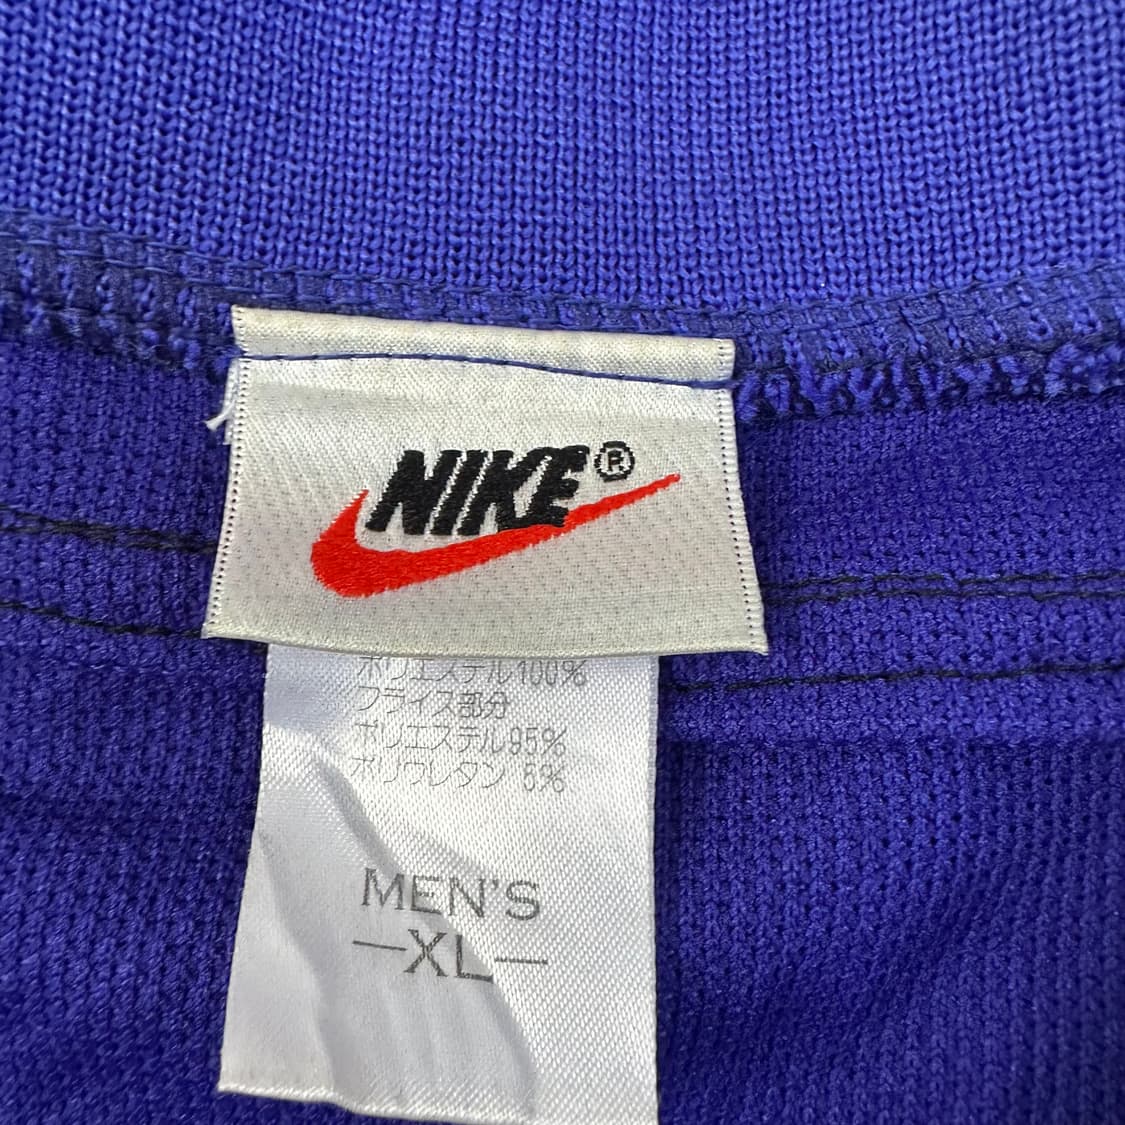 NIKE®
ポリエステル100%
フライス部分
ポリエステル95%
ポリウレタン 5%
MEN'S
—XL—